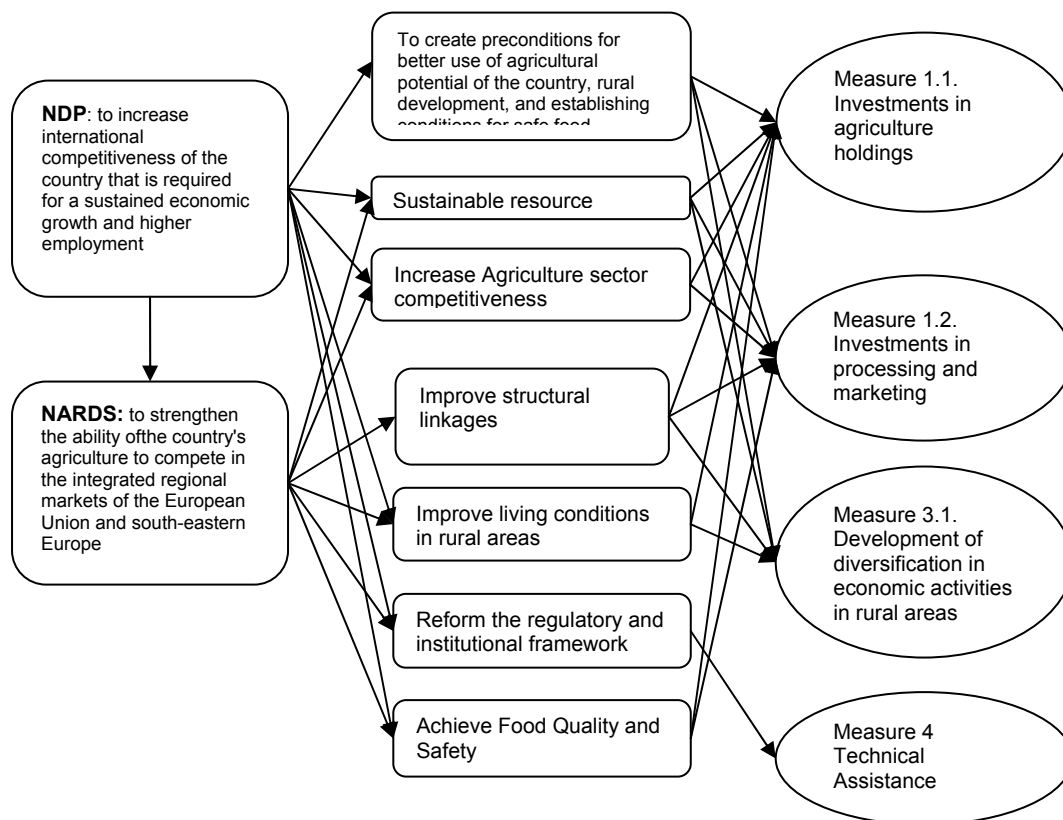 NDP: to increase
international
competitiveness of the
country that is required
for a sustained economic
growth and higher
employment
NARDS: to strengthen
the ability ofthe country's
agriculture to compete in
the integrated regional
markets of the European
Union and south-eastern
Europe
To create preconditions for
better use of agricultural
potential of the country, rural
development, and establishing
conditions for safe food
Sustainable resource
Increase Agriculture sector
competitiveness
Improve structural
linkages
Improve living conditions
in rural areas
Reform the regulatory and
institutional framework
Achieve Food Quality and
Safety
Measure 1.1.
Investments in
agriculture
holdings
Measure 1.2.
Investments in
processing and
marketing
Measure 3.1.
Development of
diversification in
economic activities
in rural areas
Measure 4
Technical
Assistance